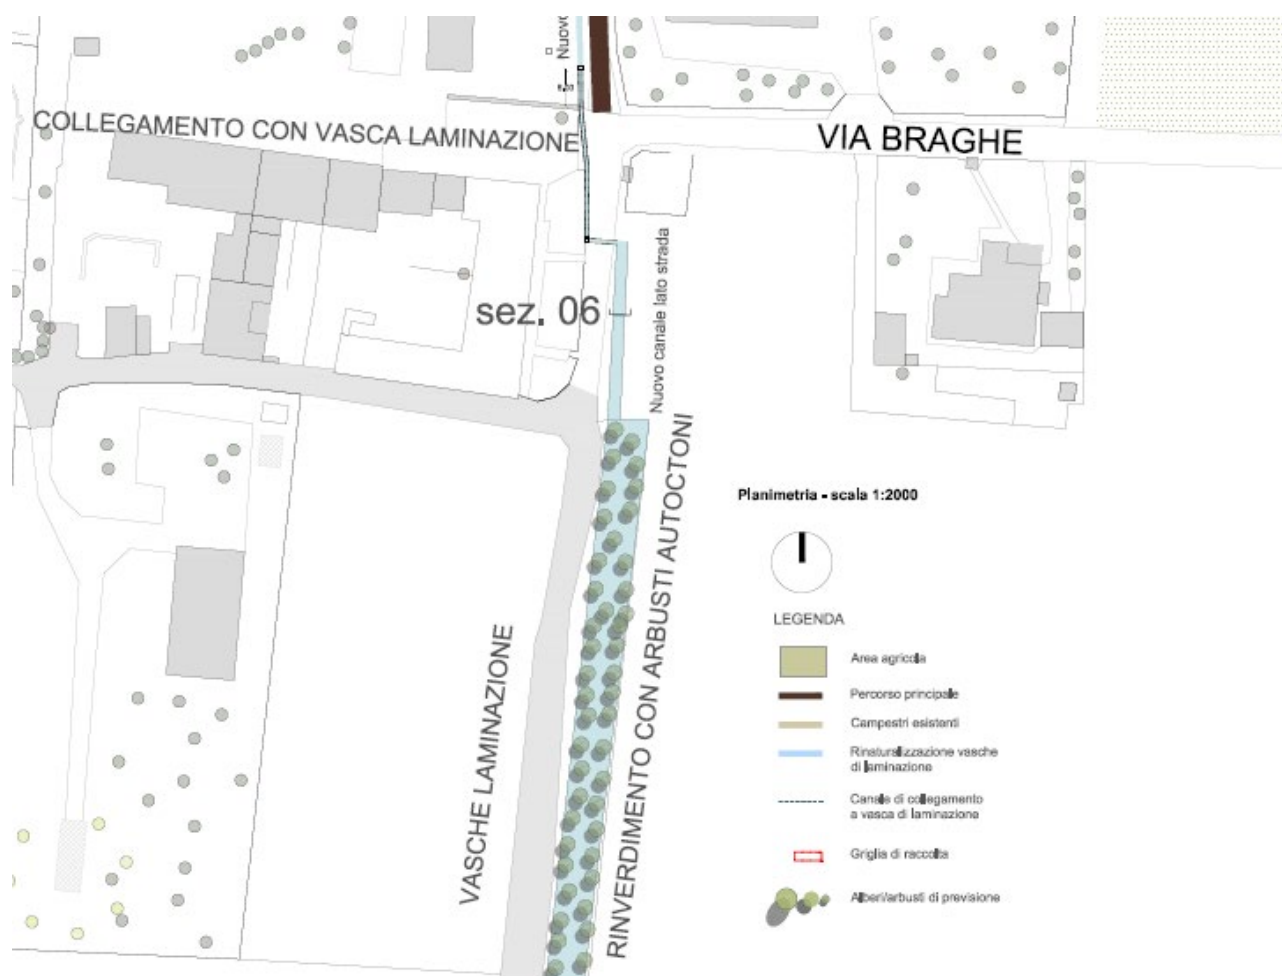 Nuovo
COLLEGAMENTO CON VASCA LAMINAZIONE
VIA BRAGHE
sez. 06
Nuovo canale lato strada
RINVERDIMENTO CON ARBUSTI AUTOCTONI
VASCHE LAMINAZIONE
Planimetria - scala 1:2000
LEGENDA
Area agricola
Percorso principale
Campestri esistenti
Rinaturalizzazione vasche
di laminazione
Canale di collegamento
a vasca di laminazione
Griglia di raccolta
Alberi/arbusti di previsione